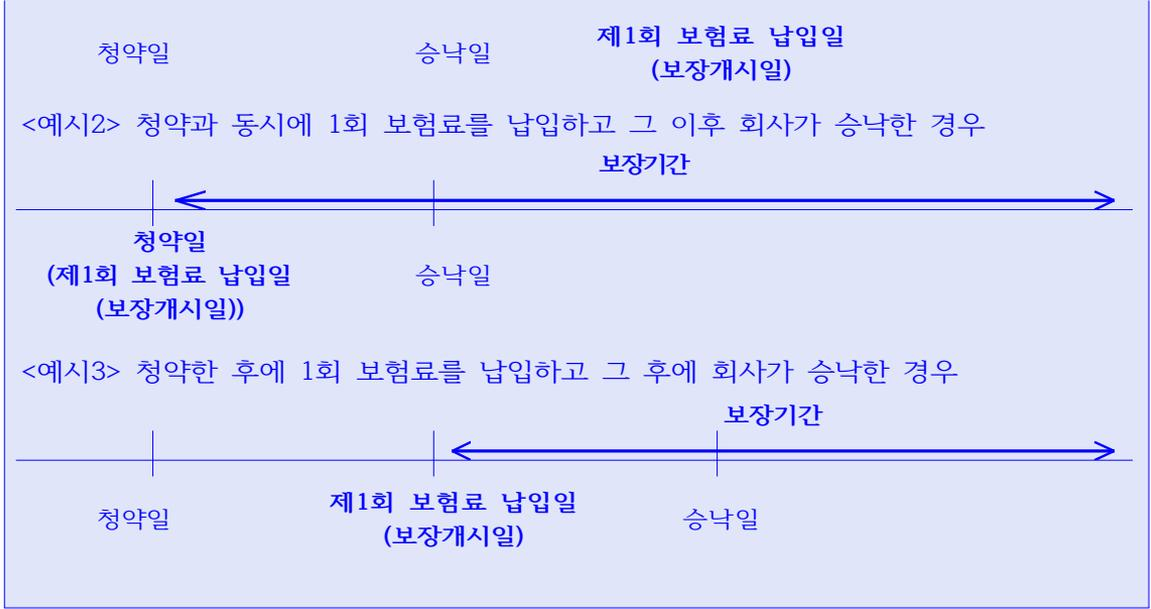 청약일 승낙일 제1회 보험료 납입일
(보장개시일)
<예시2> 청약과 동시에 1회 보험료를 납입하고 그 이후 회사가 승낙한 경우
보장기간
청약일
(제1회 보험료 납입일 승낙일
(보장개시일))
<예시3> 청약한 후에 1회 보험료를 납입하고 그 후에 회사가 승낙한 경우
보장기간
청약일 제1회 보험료 납입일 승낙일
(보장개시일)